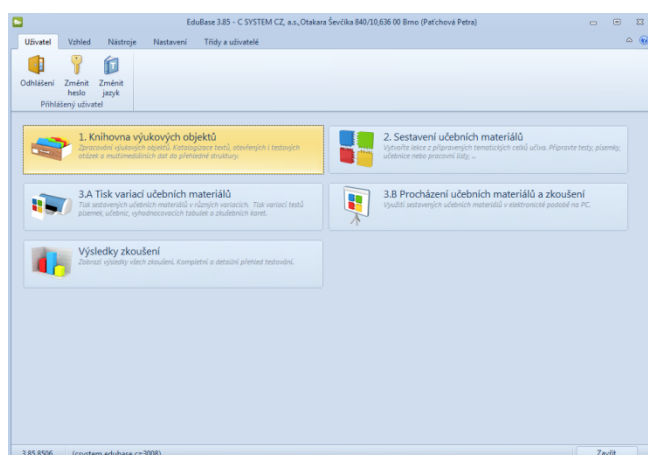 EduBase 3.85 - C SYSTEM CZ, a.s., Otakara Ševčíka 840/10,636 00 Brno (Paťchová Petra)
Uživatel Vzhled Nástroje Nastavení Třídy a uživatelé
Odhlášení Změnit heslo Změnit jazyk
Přihlášený uživatel
1. Knihovna výukových objektů
Zpracování výukových objektů. Katalogizace textů, otevřených i testových
otázek a multimediálních dat do přehledné struktury.
2. Sestavení učebních materiálů
Vytvořte lekce z připravených tematických celků učiva. Připravte testy, písemky,
učebnice nebo pracovní listy, ...
3.A Tisk variací učebních materiálů
Tisk sestavených učebních materiálů v různých variacích. Tisk variací testů
písemek, učebnic, vyhodnocovacích tabulek a zkušebních karet.
3.B Procházení učebních materiálů a zkoušení
Využití sestavených učebních materiálů v elektronické podobě na PC.
Výsledky zkoušení
Zobrazí výsledky všech zkoušení. Kompletní a detailní přehled testování.
3.85.8506 (csystem.edubase.cz:3008) Zavřít